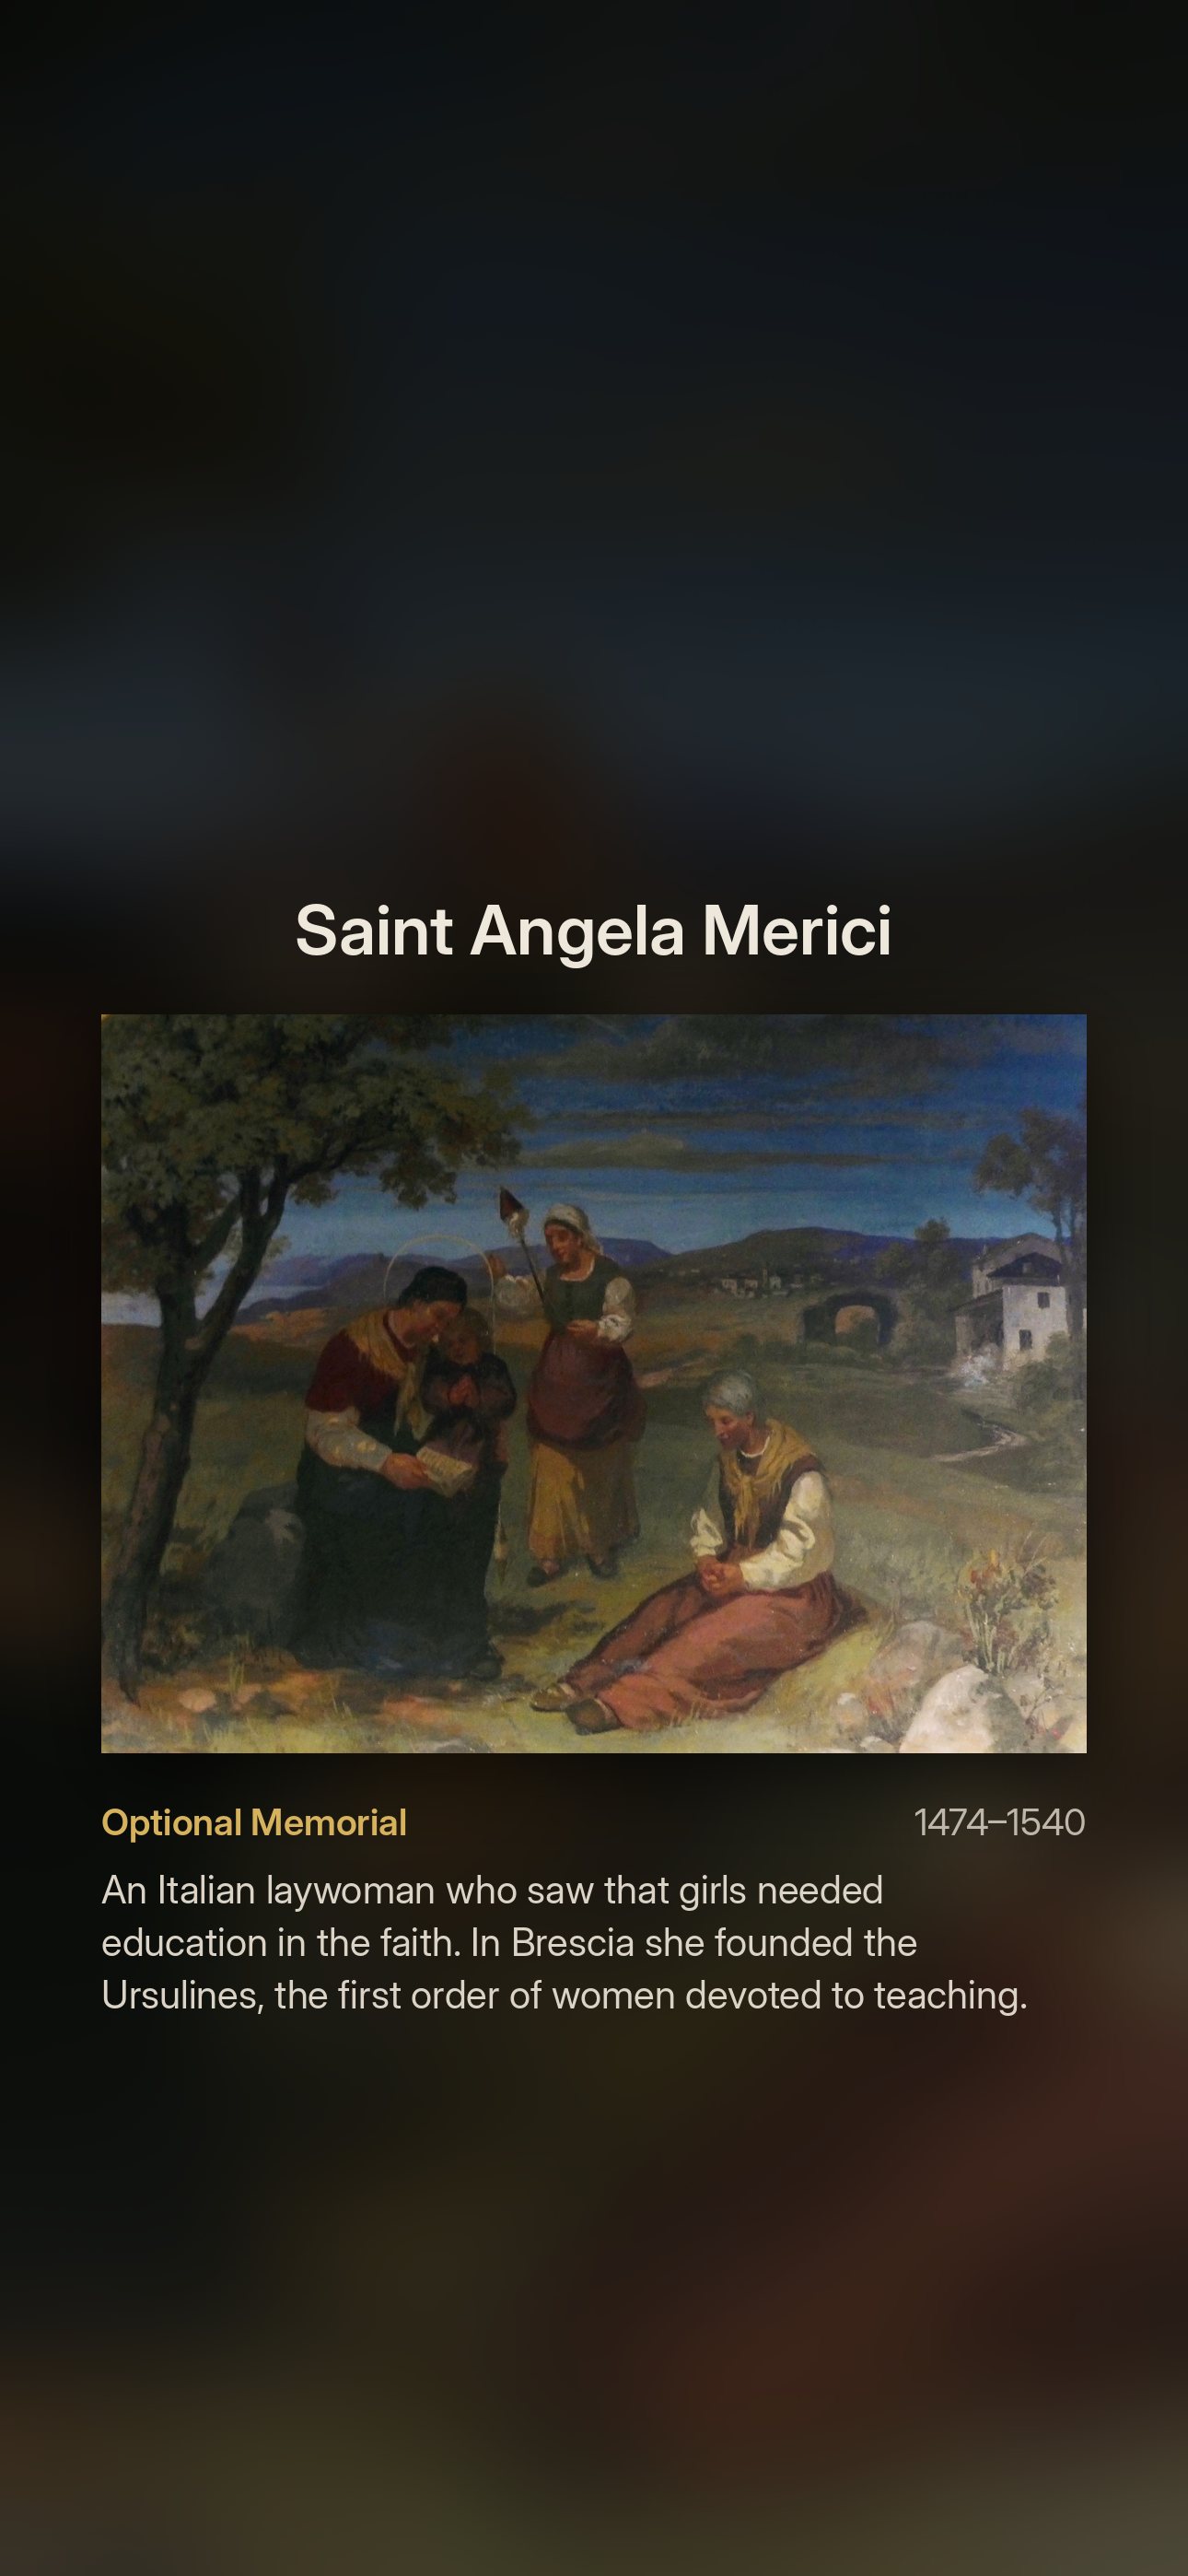 Saint Angela Merici
Optional Memorial
1474–1540
An Italian laywoman who saw that girls needed
education in the faith. In Brescia she founded the
Ursulines, the first order of women devoted to teaching.